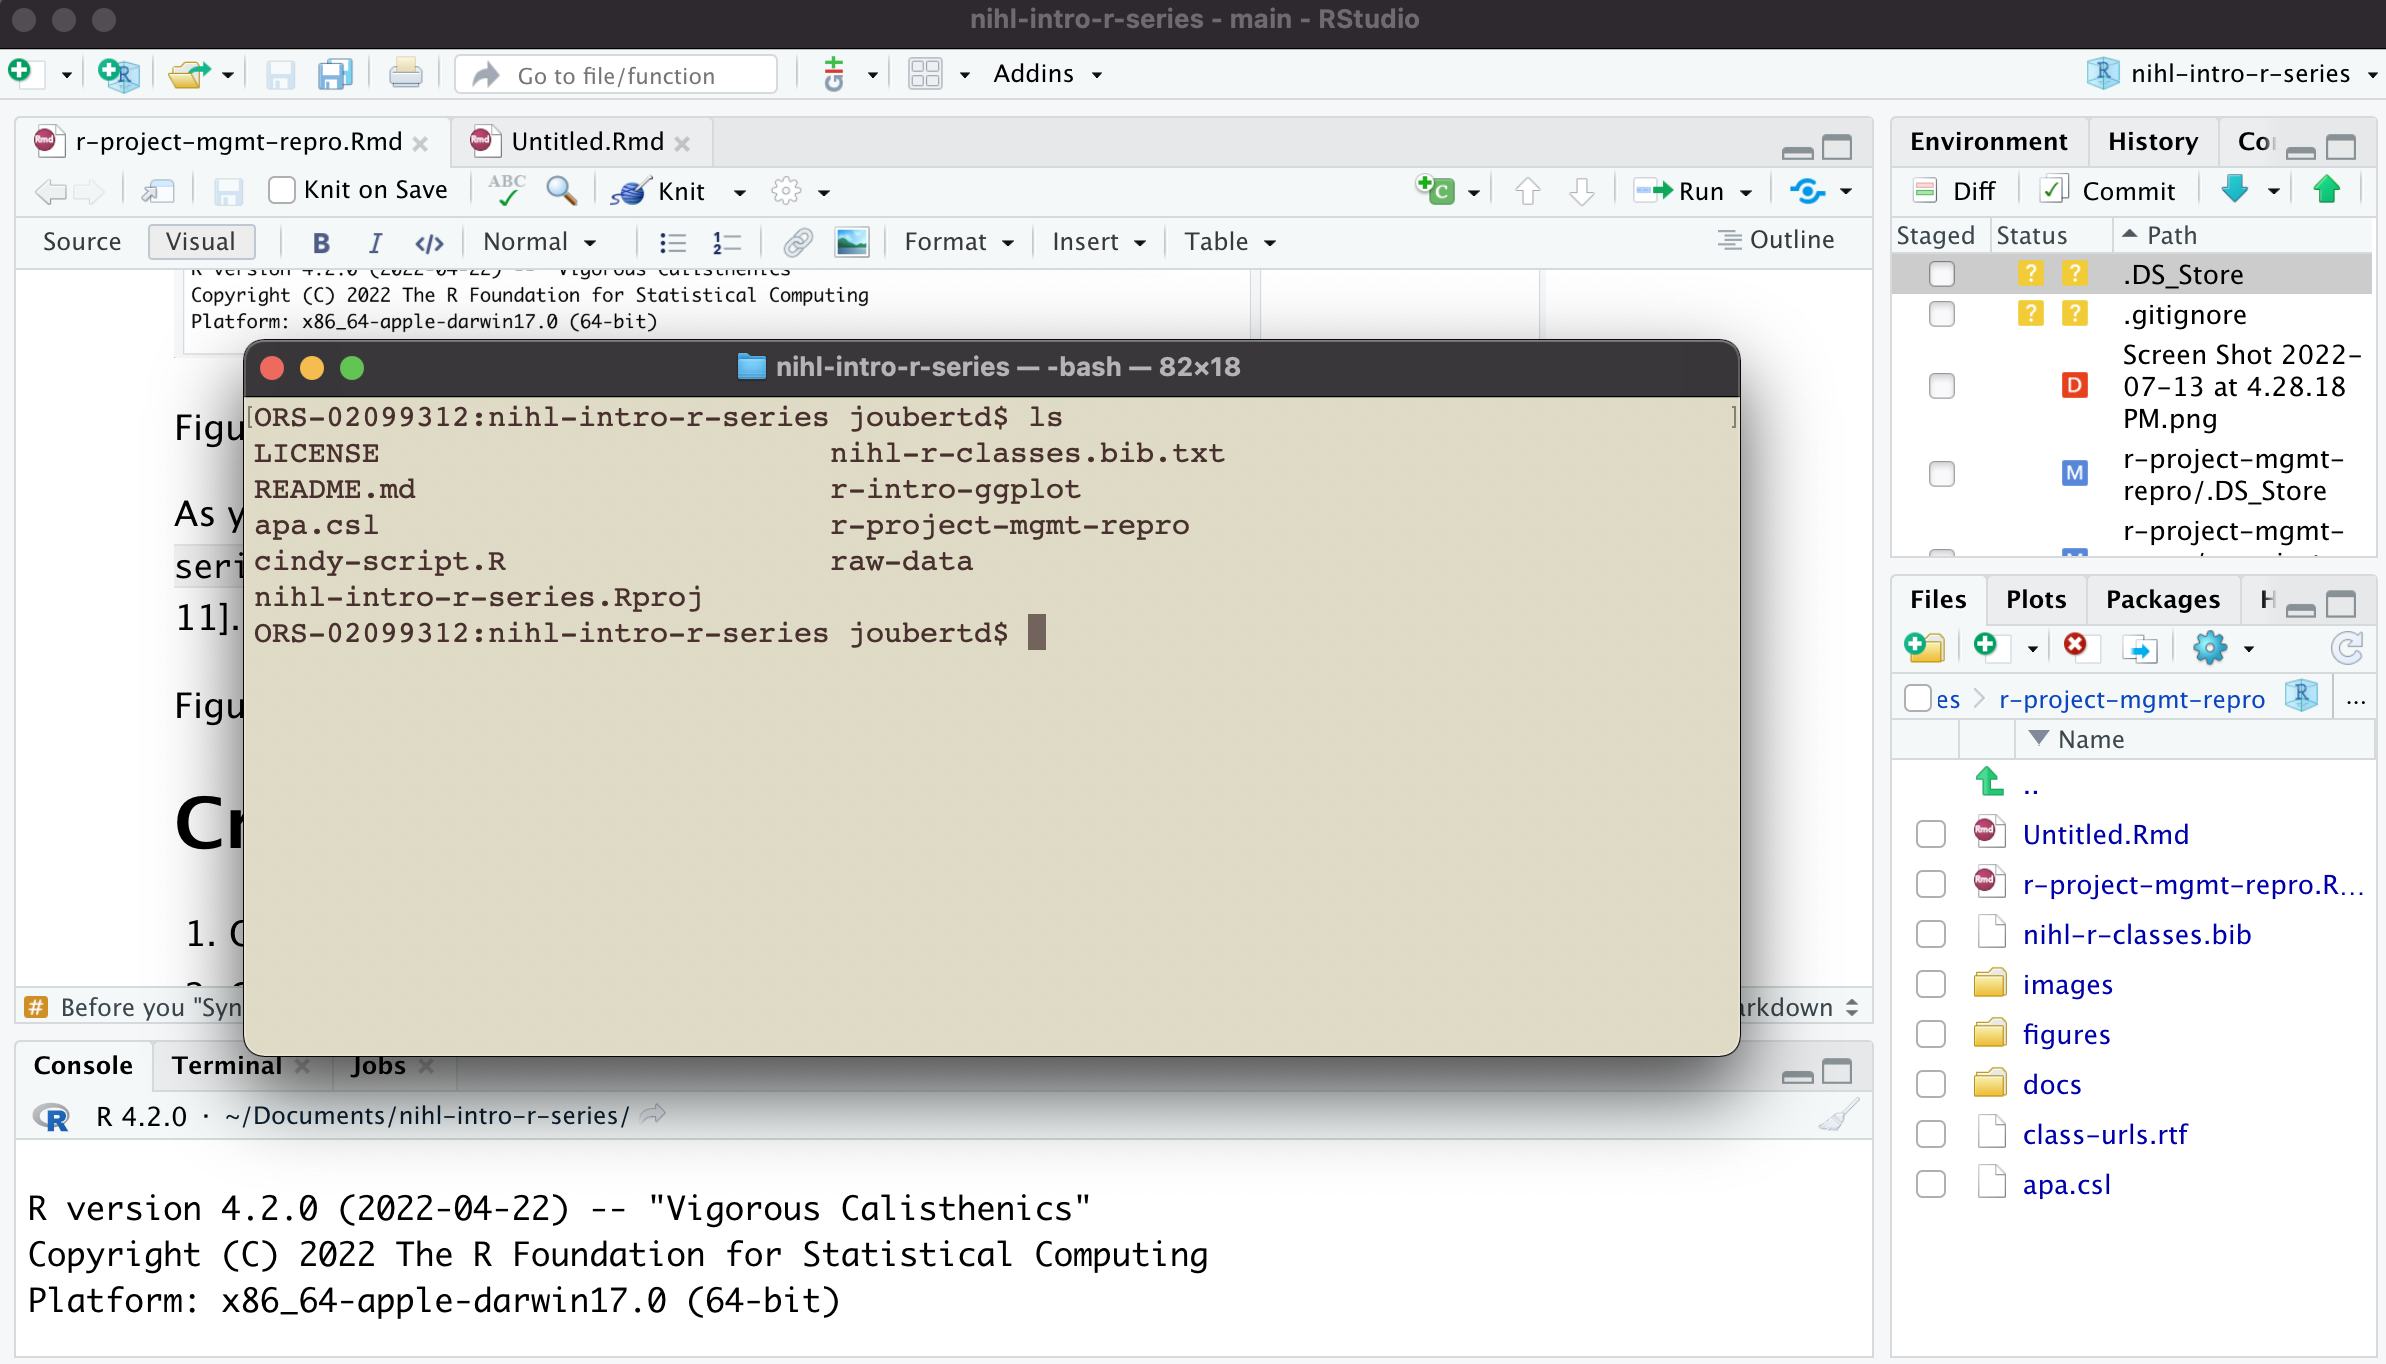 nihl-intro-r-series - main - RStudio
Go to file/function
Addins
nihl-intro-r-series
r-project-mgmt-repro.Rmd
Untitled.Rmd
Knit on Save
ABC
Knit
Run
Source
Visual
B
I
</>
Normal
Format
Insert
Table
Outline
R version 4.2.0 (2022-04-22) -- "Vigorous Calisthenics"
Copyright (C) 2022 The R Foundation for Statistical Computing
Platform: x86_64-apple-darwin17.0 (64-bit)
Figu
As y
seri
11].
Figu
Cr
1. C
Before you "Syn
arkdown
nihl-intro-r-series — -bash — 82×18
ORS-02099312:nihl-intro-r-series joubertd$ ls
LICENSE nihl-r-classes.bib.txt
README.md r-intro-ggplot
apa.csl r-project-mgmt-repro
cindy-script.R raw-data
nihl-intro-r-series.Rproj
ORS-02099312:nihl-intro-r-series joubertd$
Console
Terminal
Jobs
R 4.2.0 · ~/Documents/nihl-intro-r-series/
R version 4.2.0 (2022-04-22) -- "Vigorous Calisthenics"
Copyright (C) 2022 The R Foundation for Statistical Computing
Platform: x86_64-apple-darwin17.0 (64-bit)
Environment
History
Co
Diff
Commit
Staged Status Path
? ? .DS_Store
? ? .gitignore
Screen Shot 2022-
D 07-13 at 4.28.18
PM.png
r-project-mgmt-
M repro/.DS_Store
r-project-mgmt-
Files
Plots
Packages
H
es
r-project-mgmt-repro
...
Name
..
Untitled.Rmd
r-project-mgmt-repro.R...
nihl-r-classes.bib
images
figures
docs
class-urls.rtf
apa.csl